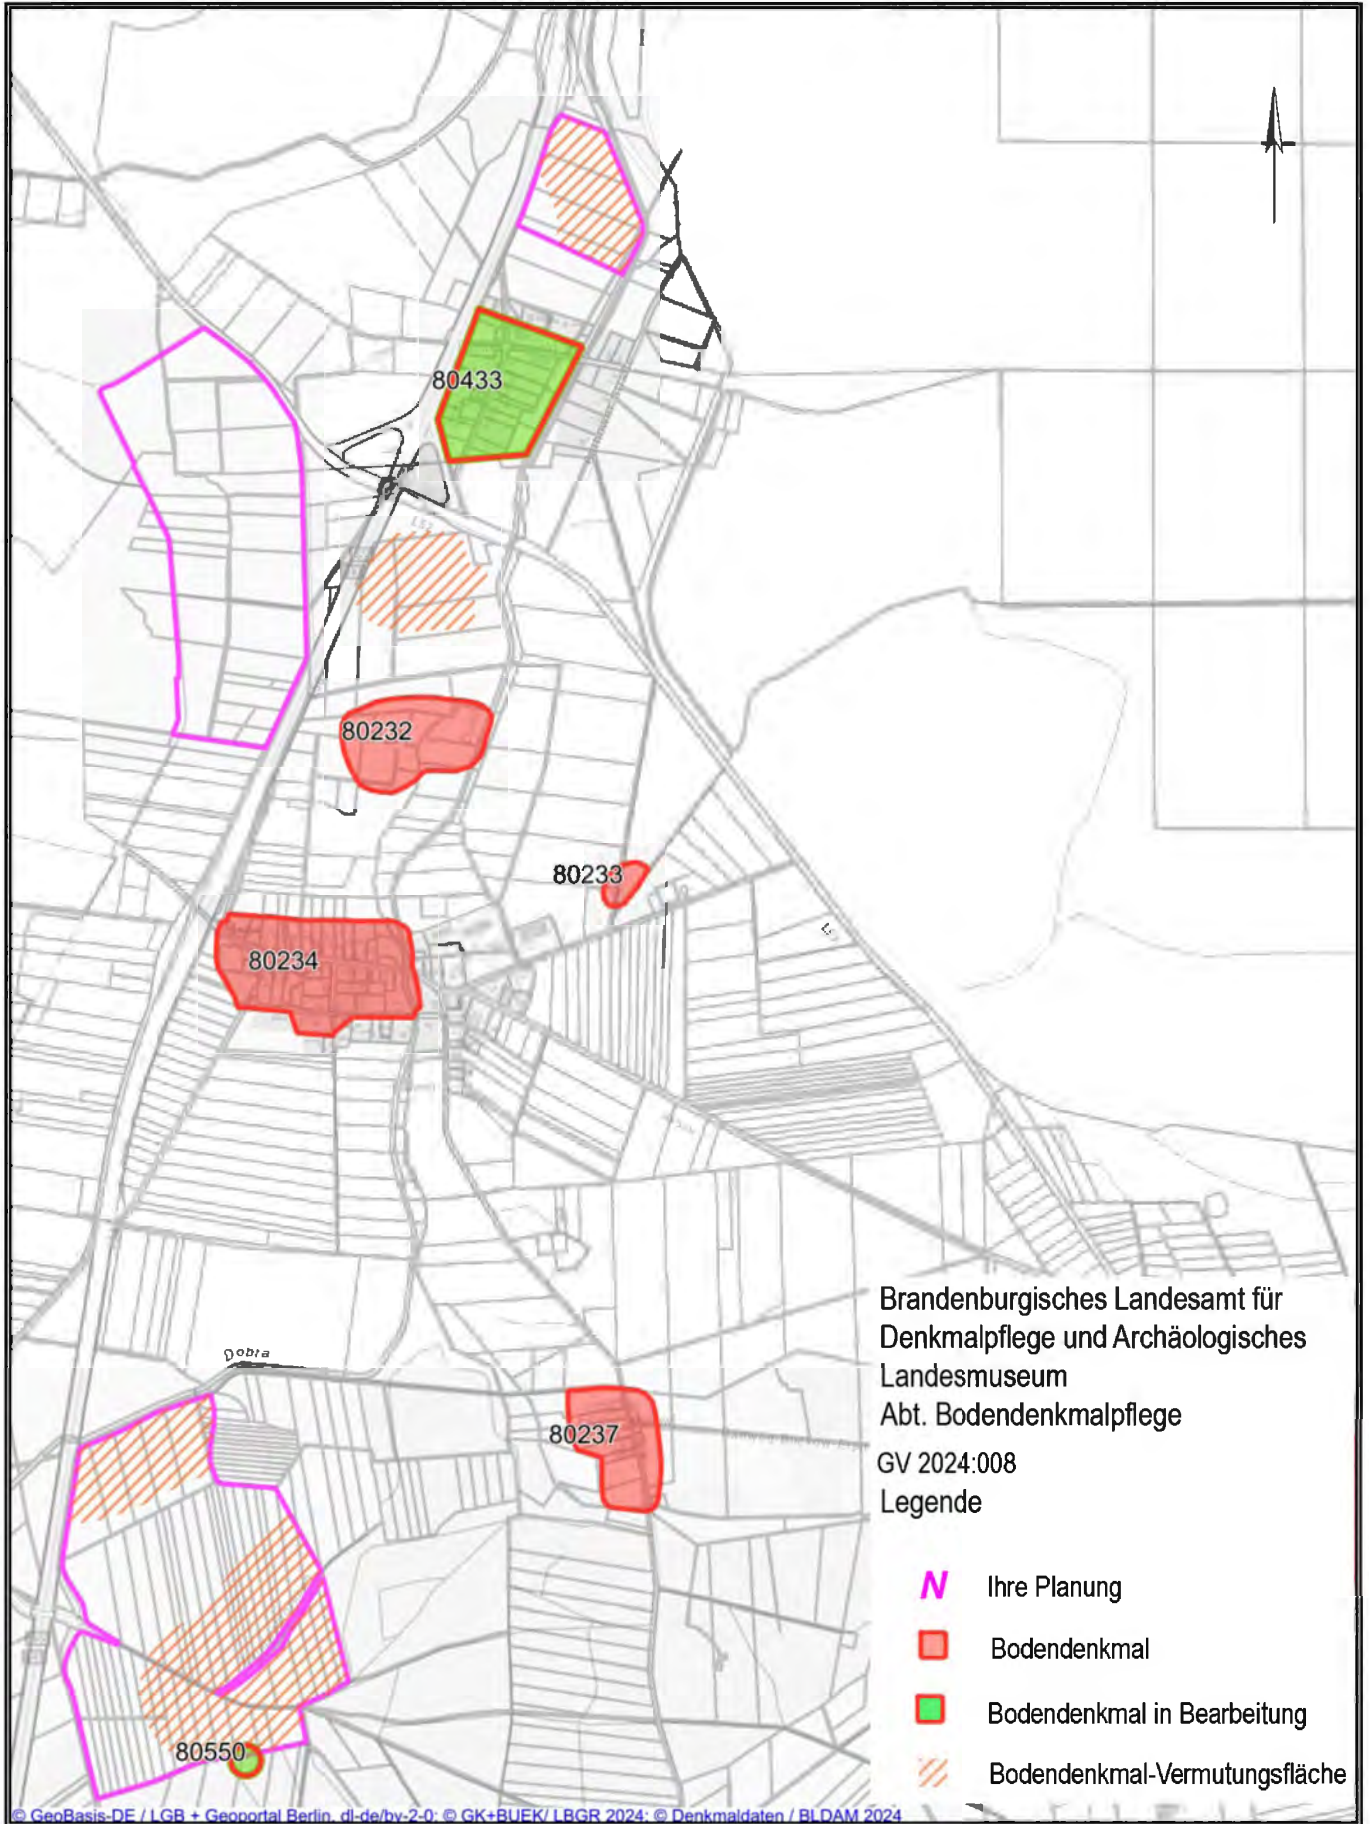 80433
L57
80232
80233
80234
Dobra
80237
80550
Brandenburgisches Landesamt für
Denkmalpflege und Archäologisches
Landesmuseum
Abt. Bodendenkmalpflege
GV 2024:008
Legende
N Ihre Planung
Bodendenkmal
Bodendenkmal in Bearbeitung
Bodendenkmal-Vermutungsfläche
© GeoBasis-DE / LGB + Geoportal Berlin, dl-de/by-2-0; © GK+BUEK/ LBGR 2024; © Denkmaldaten / BLDAM 2024